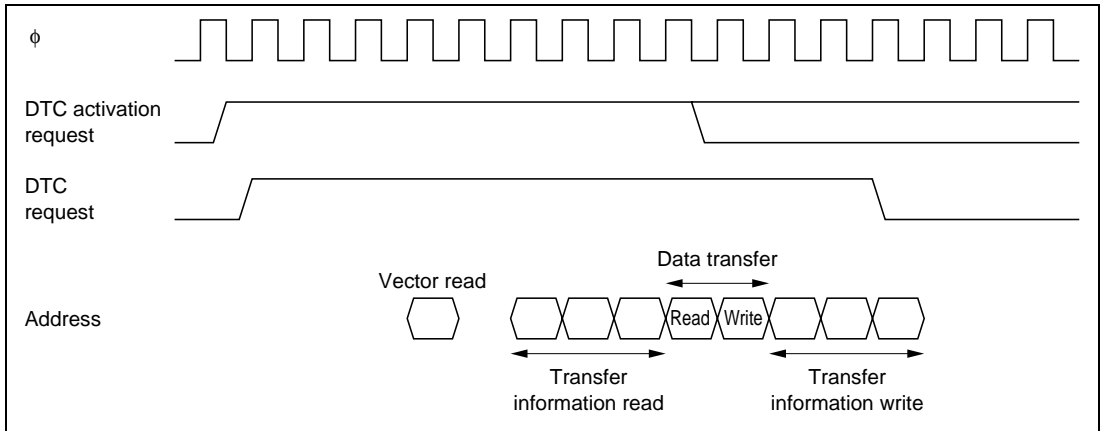 ϕ
DTC activation
request
DTC
request
Data transfer
Vector read
Address
Read Write
Transfer
information read
Transfer
information write